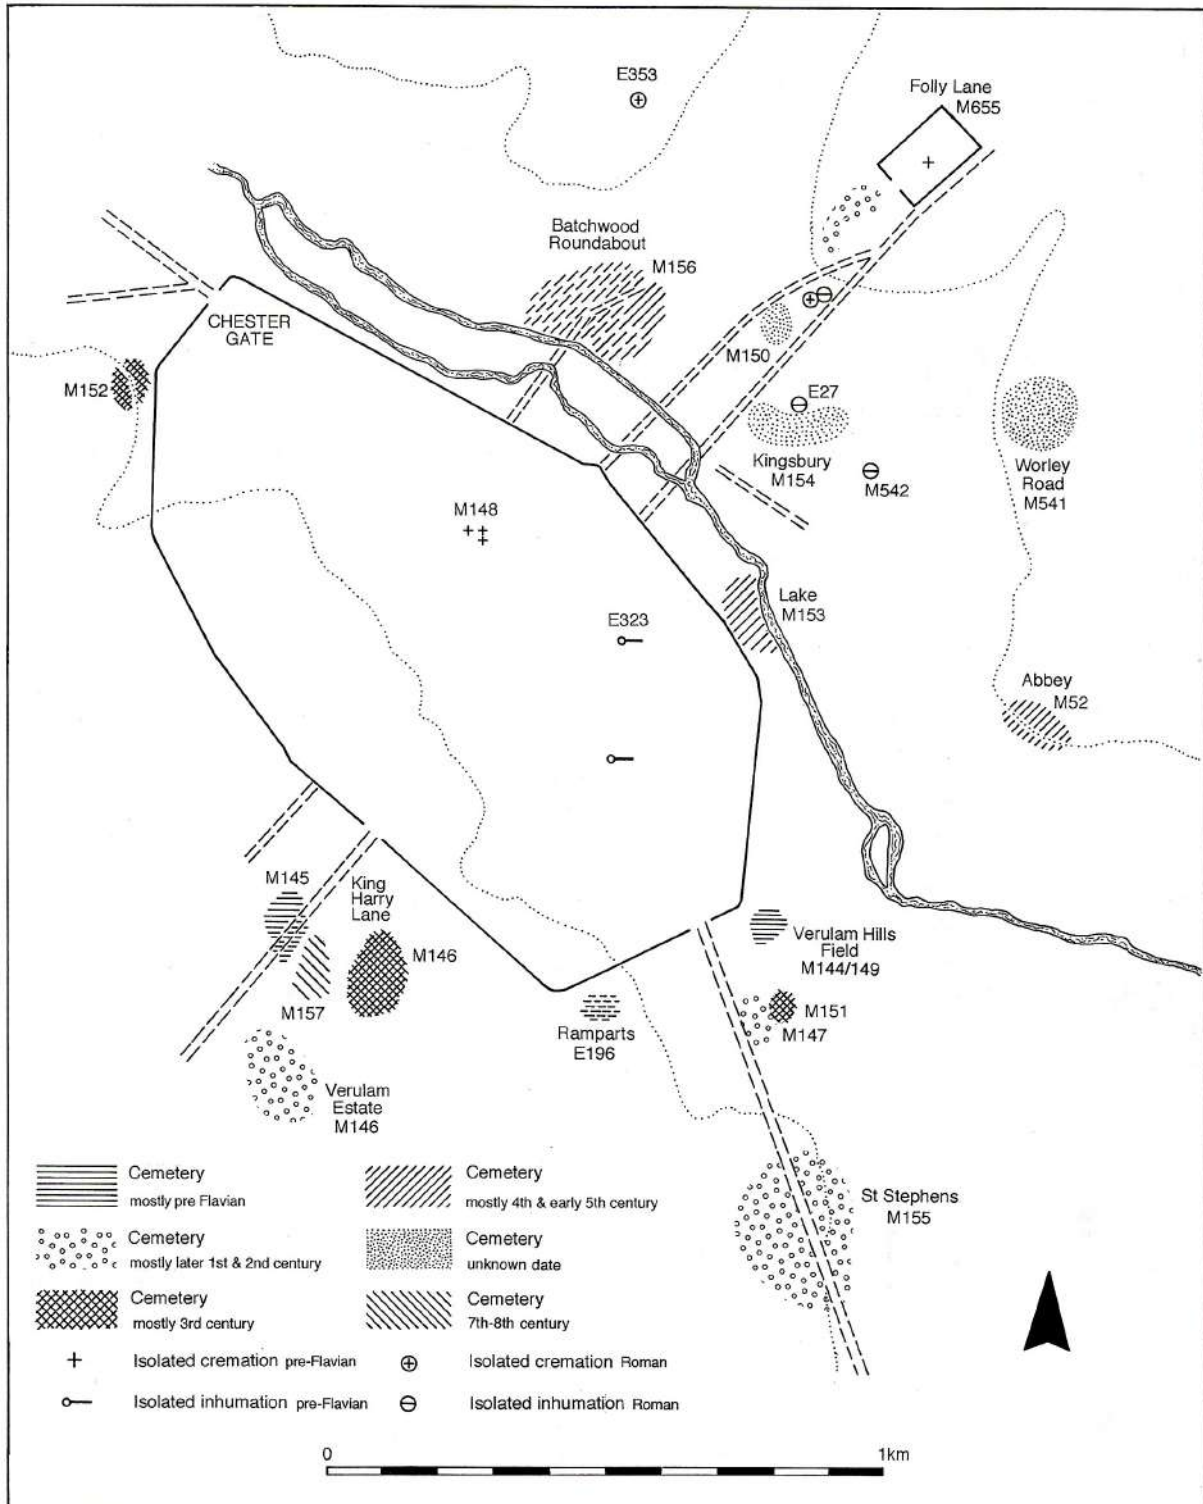 E353
Folly Lane
M655
Batchwood
Roundabout
M156
CHESTER
GATE
M152
M150
E27
Kingsbury
M154
M542
Worley
Road
M541
M148
Lake
M153
E323
Abbey
M52
M145
King
Harry
Lane
M146
M157
Verulam Hills
Field
M144/149
M151
M147
Ramparts
E196
Verulam
Estate
M146
St Stephens
M155
Cemetery
mostly pre Flavian
Cemetery
mostly 4th & early 5th century
Cemetery
mostly later 1st & 2nd century
Cemetery
unknown date
Cemetery
mostly 3rd century
Cemetery
7th-8th century
Isolated cremation pre-Flavian
Isolated cremation Roman
Isolated inhumation pre-Flavian
Isolated inhumation Roman
0
1km